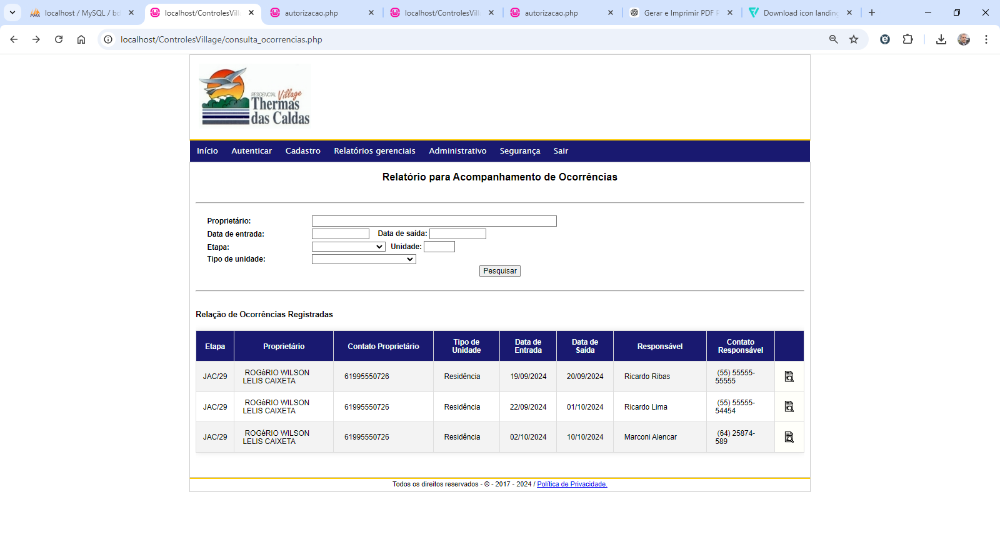 localhost / MySQL / bd
localhost/ControlesVilla
autorizacao.php
localhost/ControlesVilla
autorizacao.php
Gerar e Imprimir PDF P
Download icon landing
localhost/ControlesVillage/consulta_ocorrencias.php
RESIDENCIAL Village
Thermas
das Caldas
Início Autenticar Cadastro Relatórios gerenciais Administrativo Segurança Sair
Relatório para Acompanhamento de Ocorrências
Proprietário:
Data de entrada: Data de saída:
Etapa: Unidade:
Tipo de unidade:
Pesquisar
Relação de Ocorrências Registradas
Etapa Proprietário Contato Proprietário Tipo de Unidade Data de Entrada Data de Saída Responsável Contato Responsável
JAC/29 ROGéRIO WILSON LELIS CAIXETA 61995550726 Residência 19/09/2024 20/09/2024 Ricardo Ribas (55) 55555-55555
JAC/29 ROGéRIO WILSON LELIS CAIXETA 61995550726 Residência 22/09/2024 01/10/2024 Ricardo Lima (55) 55555-54454
JAC/29 ROGéRIO WILSON LELIS CAIXETA 61995550726 Residência 02/10/2024 10/10/2024 Marconi Alencar (64) 25874-589
Todos os direitos reservados - © - 2017 - 2024 / Política de Privacidade.